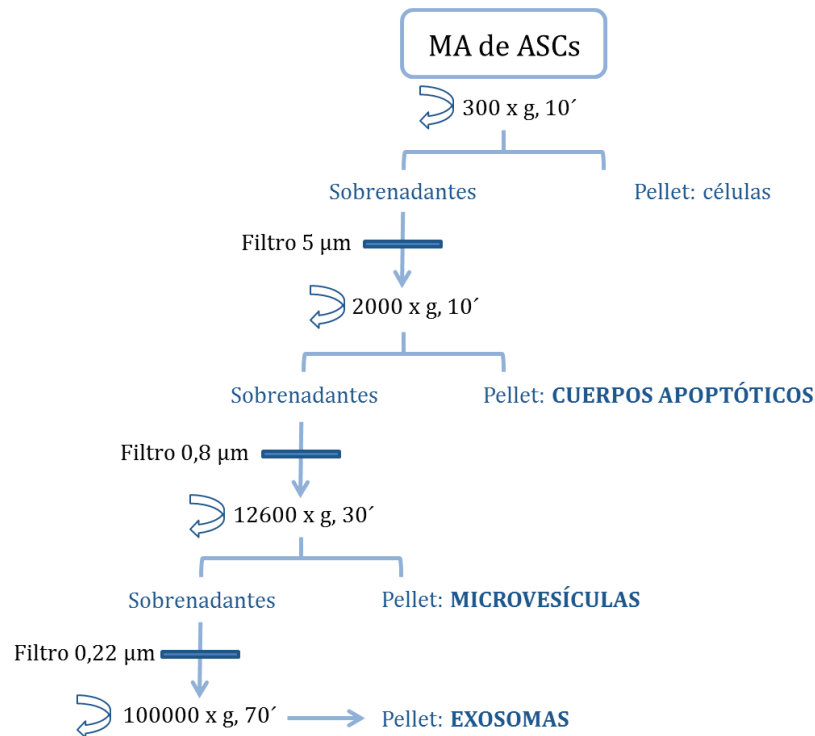 MA de ASCs
300 x g, 10´
Sobrenadantes
Pellet: células
Filtro 5 µm
2000 x g, 10´
Sobrenadantes
Pellet: CUERPOS APOPTÓTICOS
Filtro 0,8 µm
12600 x g, 30´
Sobrenadantes
Pellet: MICROVESÍCULAS
Filtro 0,22 µm
100000 x g, 70´
Pellet: EXOSOMAS